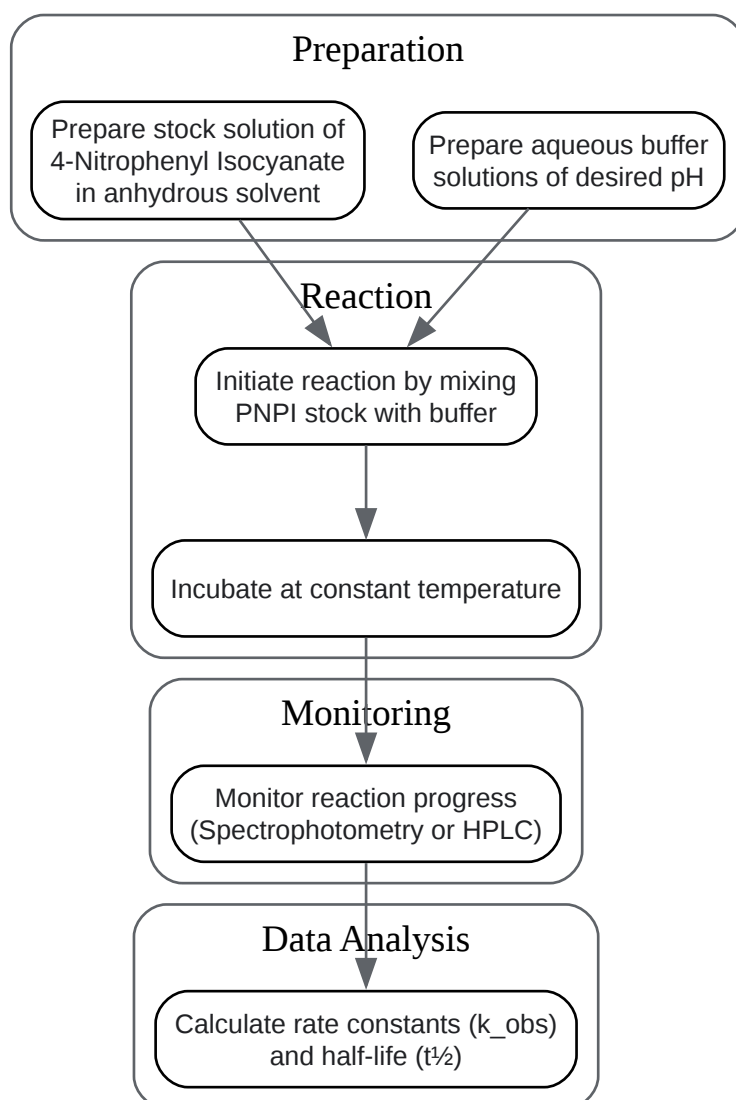 Preparation
Prepare stock solution of
4-Nitrophenyl Isocyanate
in anhydrous solvent
Prepare aqueous buffer
solutions of desired pH
Reaction
Initiate reaction by mixing
PNPI stock with buffer
Incubate at constant temperature
Monitoring
Monitor reaction progress
(Spectrophotometry or HPLC)
Data Analysis
Calculate rate constants (k_obs)
and half-life (t½)